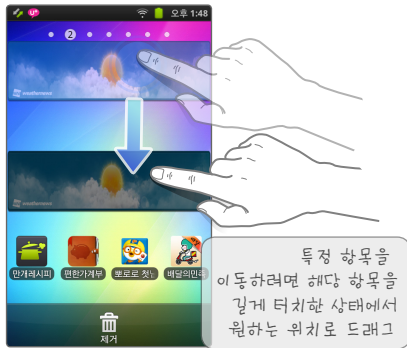 오후 1:48
2
만개레시피
편한가계부
뽀로로 첫
배달의민족
제거
특정 항목을
이동하려면 해당 항목을
길게 터치한 상태에서
원하는 위치로 드래그